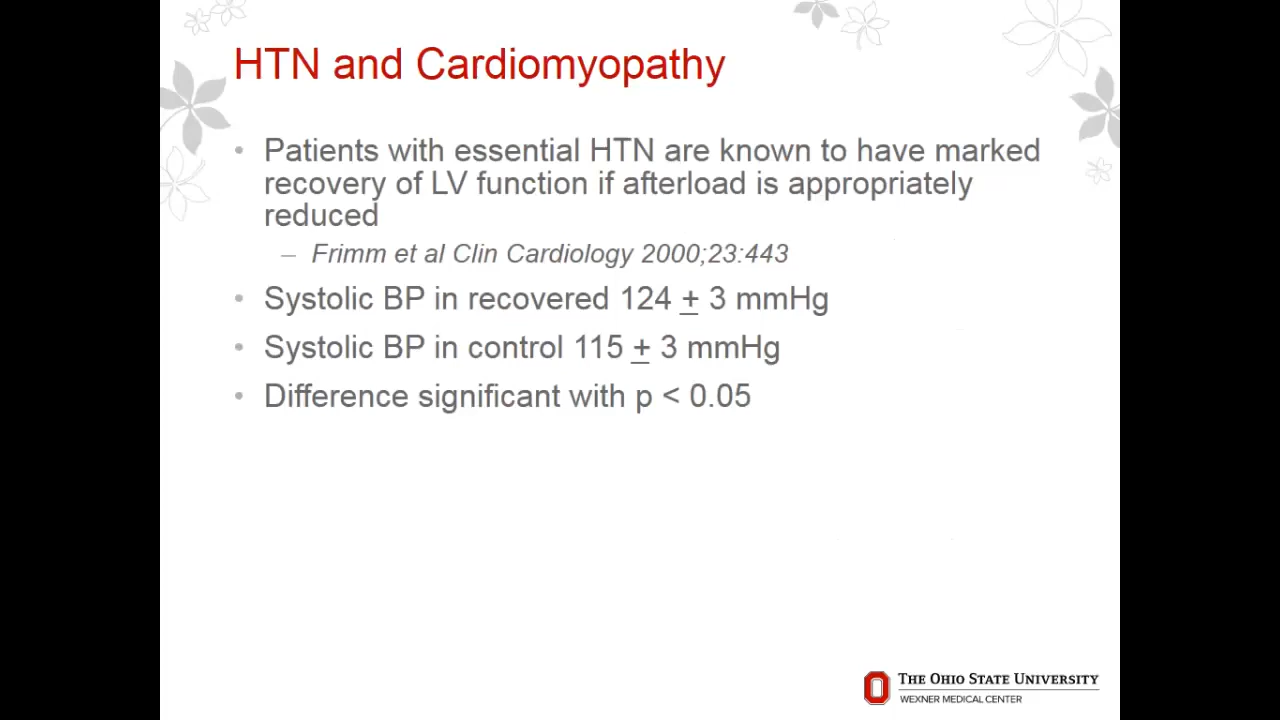 HTN and Cardiomyopathy
• Patients with essential HTN are known to have marked
recovery of LV function if afterload is appropriately
reduced
– Frimm et al Clin Cardiology 2000;23:443
• Systolic BP in recovered 124 ± 3 mmHg
• Systolic BP in control 115 ± 3 mmHg
• Difference significant with p < 0.05
THE OHIO STATE UNIVERSITY
WEXNER MEDICAL CENTER